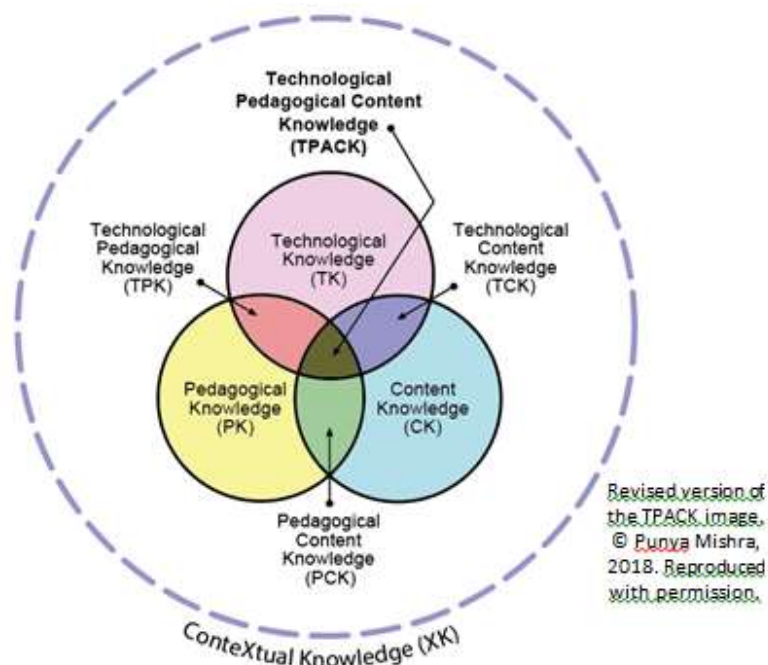 Technological
Pedagogical Content
Knowledge
(TPACK)
Technological
Pedagogical
Knowledge
(TPK)
Technological
Knowledge
(TK)
Technological
Content
Knowledge
(TCK)
Pedagogical
Knowledge
(PK)
Content
Knowledge
(CK)
Pedagogical
Content
Knowledge
(PCK)
Revised version of
the TPACK image.
© Punya Mishra,
2018. Reproduced
with permission.
ConteXtual Knowledge (XK)